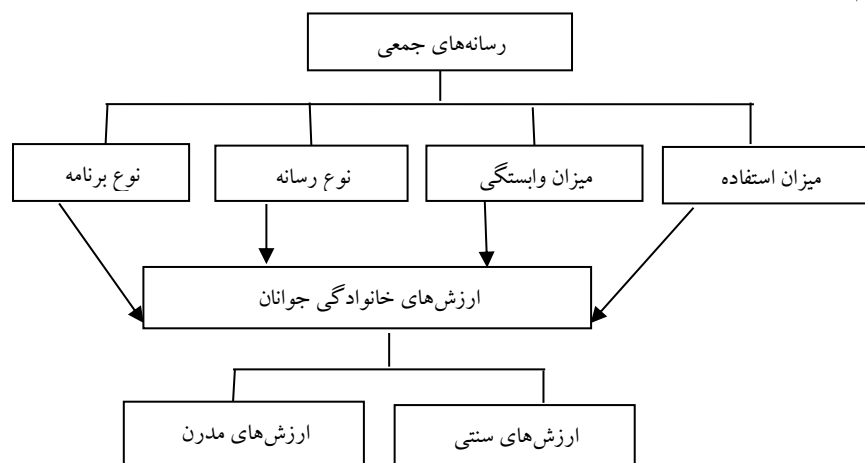 رسانه‌های جمعی
میزان استفاده
میزان وابستگی
نوع رسانه
نوع برنامه
ارزش‌های خانوادگی جوانان
ارزش‌های سنتی
ارزش‌های مدرن